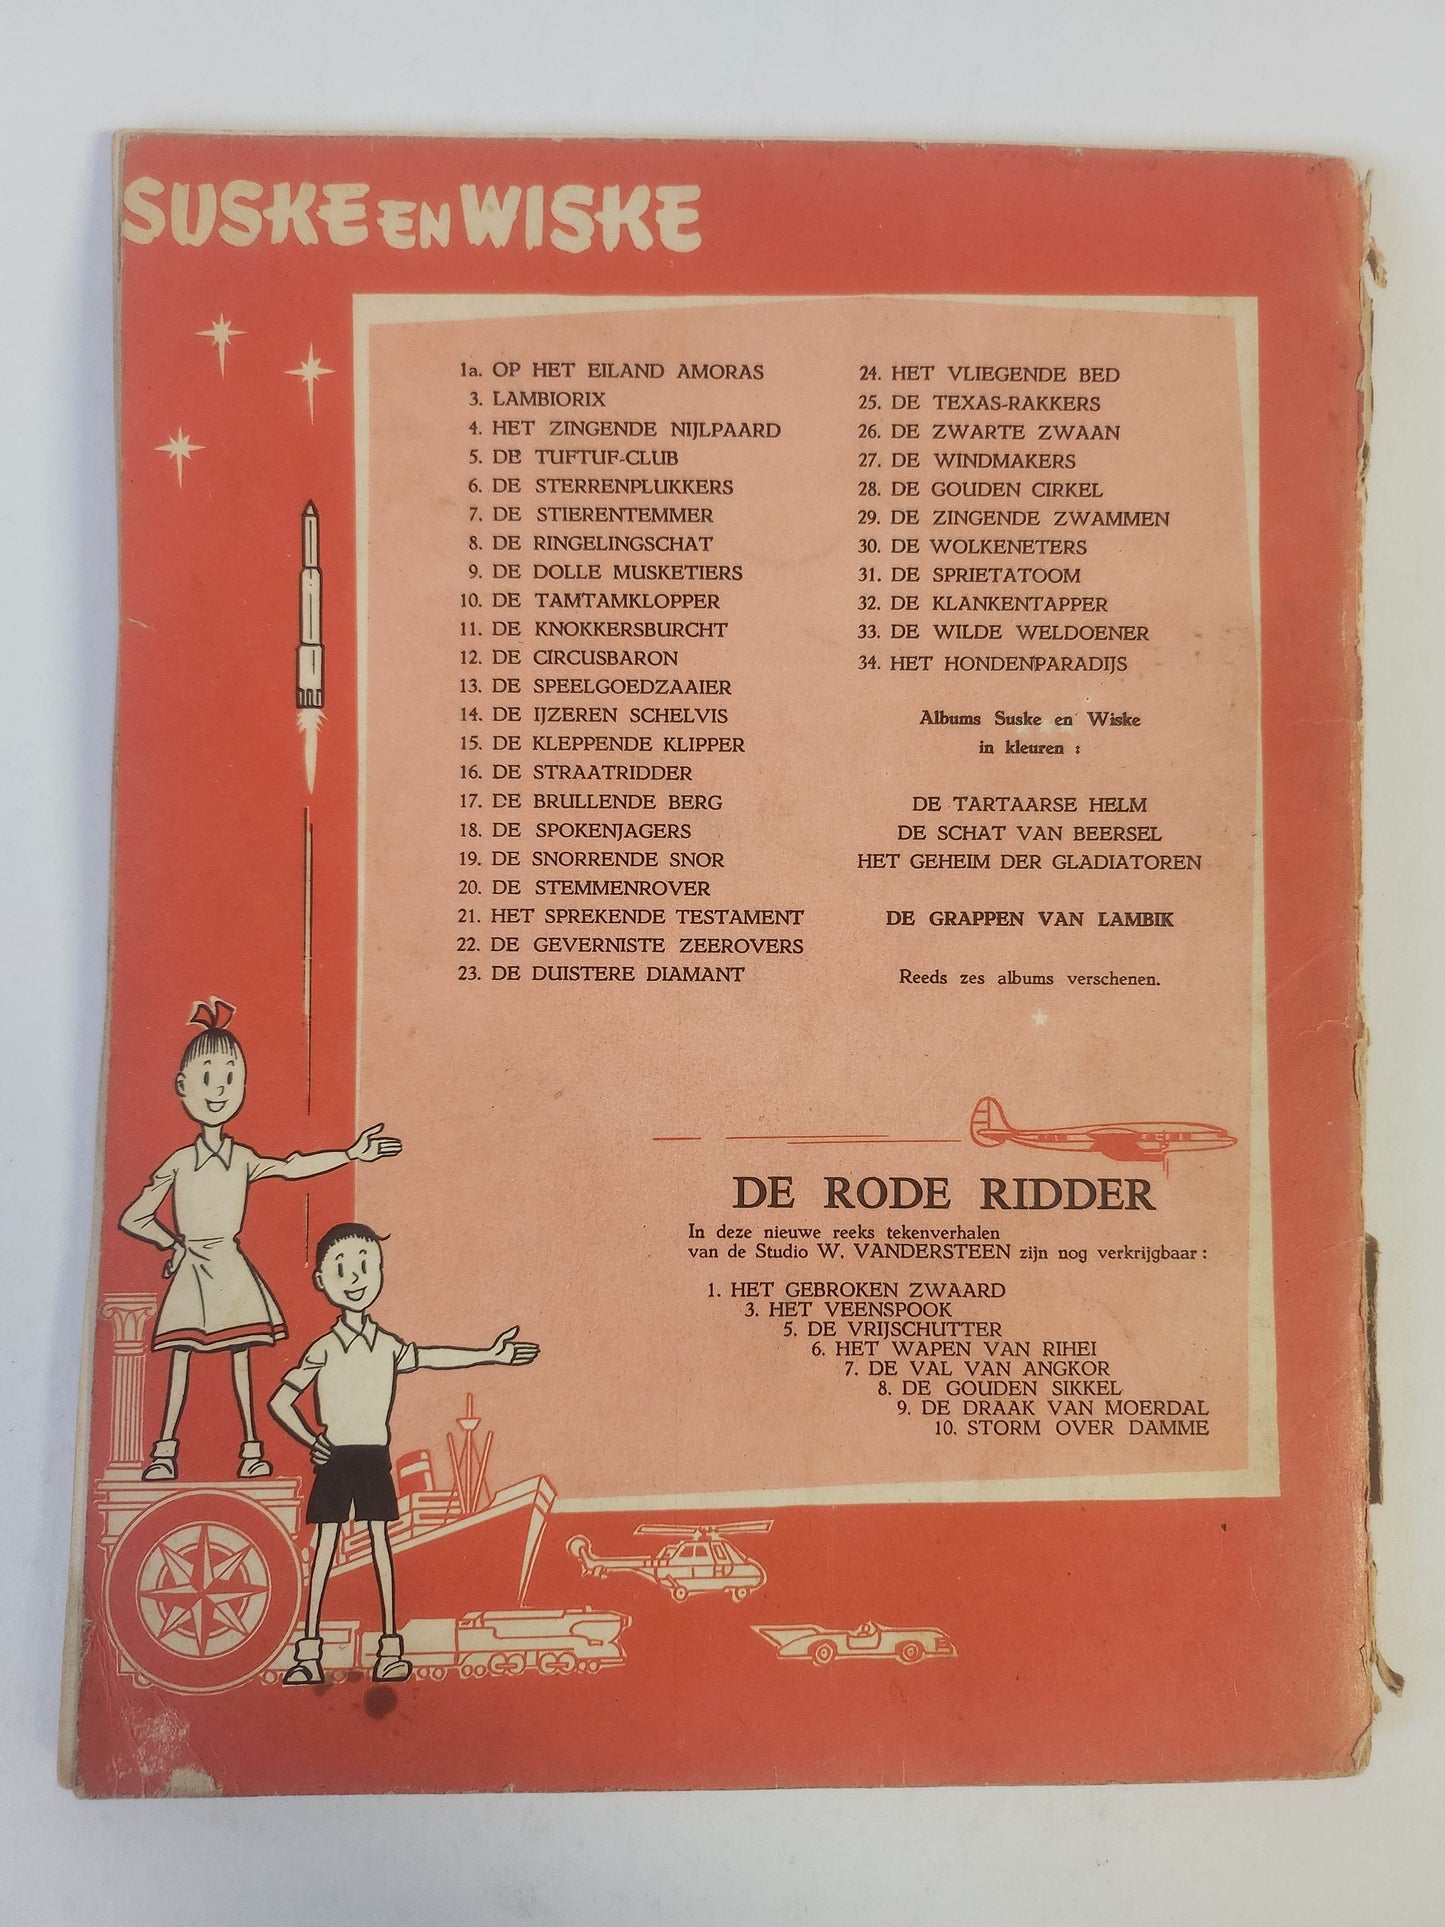 SUSKE EN WISKE
1a. OP HET EILAND AMORAS
3. LAMBIORIX
4. HET ZINGENDE NIJLPAARD
5. DE TUFTUF-CLUB
6. DE STERRENPLUKKERS
7. DE STIERENTEMMER
8. DE RINGELINGSCHAT
9. DE DOLLE MUSKETIERS
10. DE TAMTAMKLOPPER
11. DE KNOKKERSBURCHT
12. DE CIRCUSBARON
13. DE SPEELGOEDZAAIER
14. DE IJZEREN SCHELVIS
15. DE KLEPPENDE KLIPPER
16. DE STRAATRIDDER
17. DE BRULLENDE BERG
18. DE SPOKENJAGERS
19. DE SNORRENDE SNOR
20. DE STEMMENROVER
21. HET SPREKENDE TESTAMENT
22. DE GEVERNISTE ZEEROVERS
23. DE DUISTERE DIAMANT
24. HET VLIEGENDE BED
25. DE TEXAS-RAKKERS
26. DE ZWARTE ZWAAN
27. DE WINDMAKERS
28. DE GOUDEN CIRKEL
29. DE ZINGENDE ZWAMMEN
30. DE WOLKENETERS
31. DE SPRIETATOOM
32. DE KLANKENTAPPER
33. DE WILDE WELDOENER
34. HET HONDENPARADIJS
Albums Suske en Wiske
in kleuren :
DE TARTAARSE HELM
DE SCHAT VAN BEERSEL
HET GEHEIM DER GLADIATOREN
DE GRAPPEN VAN LAMBIK
Reeds zes albums verschenen.
DE RODE RIDDER
In deze nieuwe reeks tekenverhalen
van de Studio W. VANDERSTEEN zijn nog verkrijgbaar :
1. HET GEBROKEN ZWAARD
3. HET VEENSPOOK
5. DE VRIJSCHUTTER
6. HET WAPEN VAN RIHEI
7. DE VAL VAN ANGKOR
8. DE GOUDEN SIKKEL
9. DE DRAAK VAN MOERDAL
10. STORM OVER DAMME